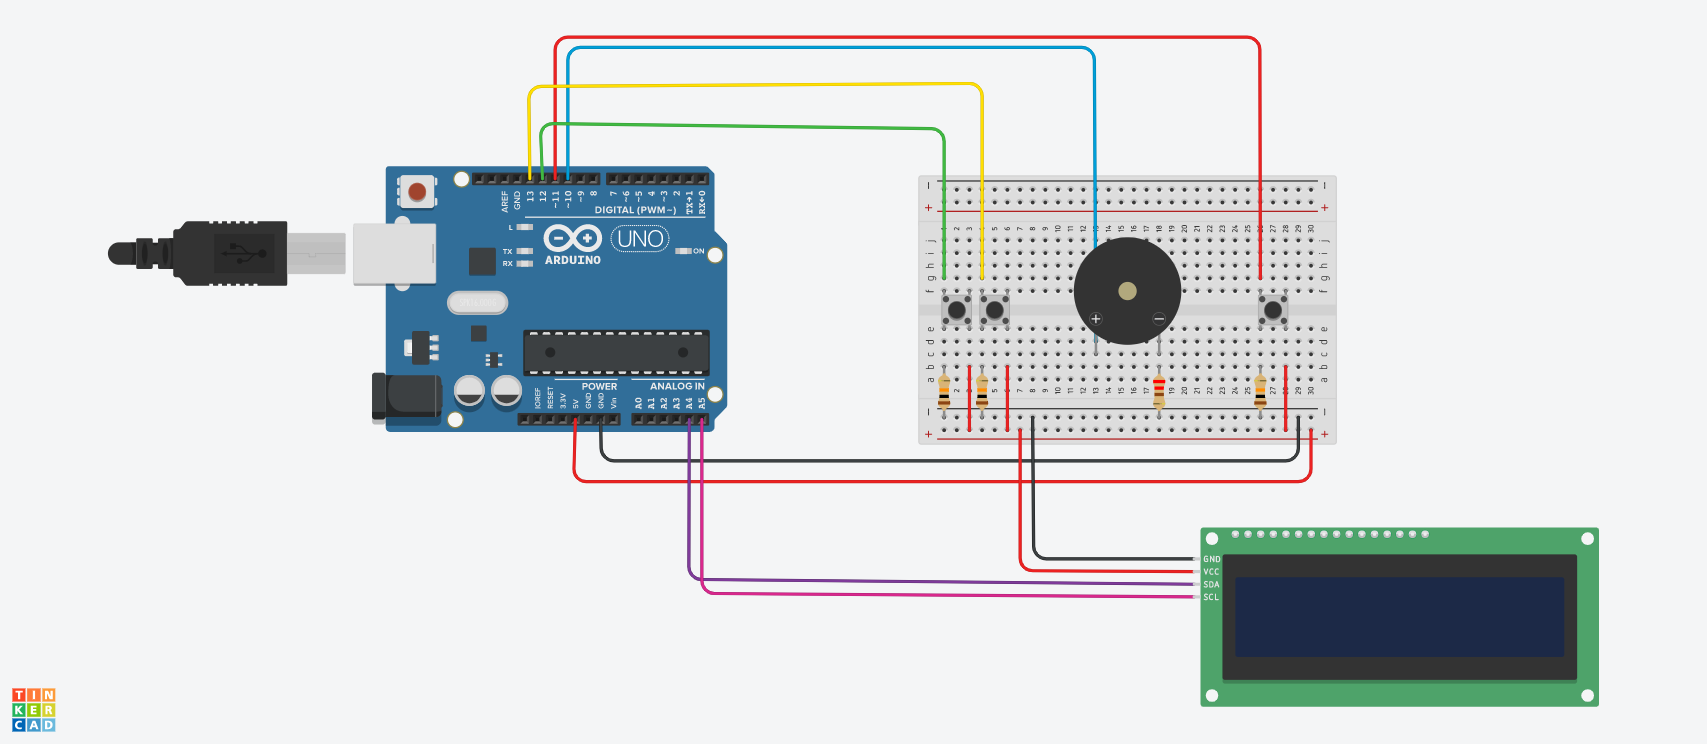 AREF
GND
13
12
~11
~10
~9
8
7
~6
~5
4
~3
2
TX→1
RX←0
DIGITAL (PWM~)
L
TX
RX
UNO
ON
ARDUINO
POWER
ANALOG IN
IOREF
RESET
3.3V
5V
GND
GND
Vin
A0
A1
A2
A3
A4
A5
j
i
h
g
f
e
d
c
b
a
GND
VCC
SDA
SCL
TIN
KER
CAD